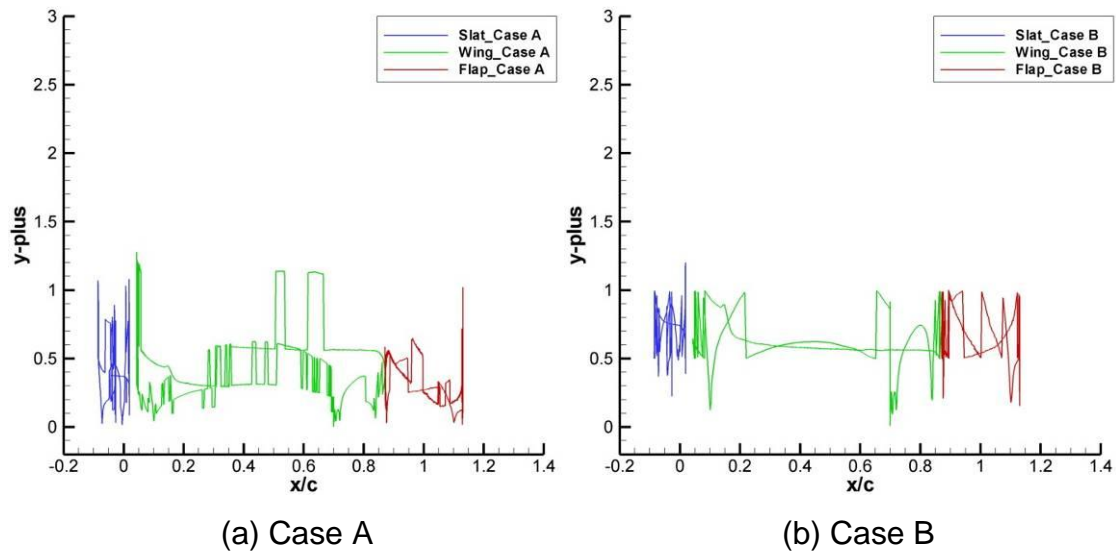 3
2.5
2
1.5
1
0.5
0
y-plus
-0.2 0 0.2 0.4 0.6 0.8 1 1.2 1.4
x/c
Slat_Case A
Wing_Case A
Flap_Case A
(a) Case A
3
2.5
2
1.5
1
0.5
0
y-plus
-0.2 0 0.2 0.4 0.6 0.8 1 1.2 1.4
x/c
Slat_Case B
Wing_Case B
Flap_Case B
(b) Case B